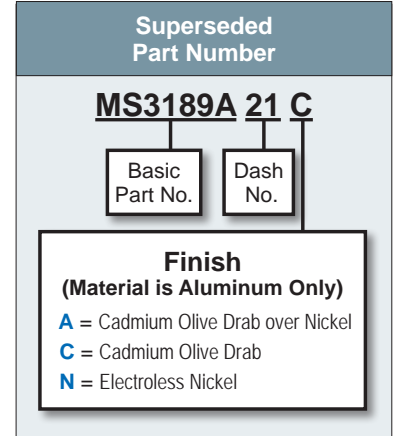 Superseded
Part Number
MS3189A 21 C
Basic
Part No.
Dash
No.
Finish
(Material is Aluminum Only)
A = Cadmium Olive Drab over Nickel
C = Cadmium Olive Drab
N = Electroless Nickel